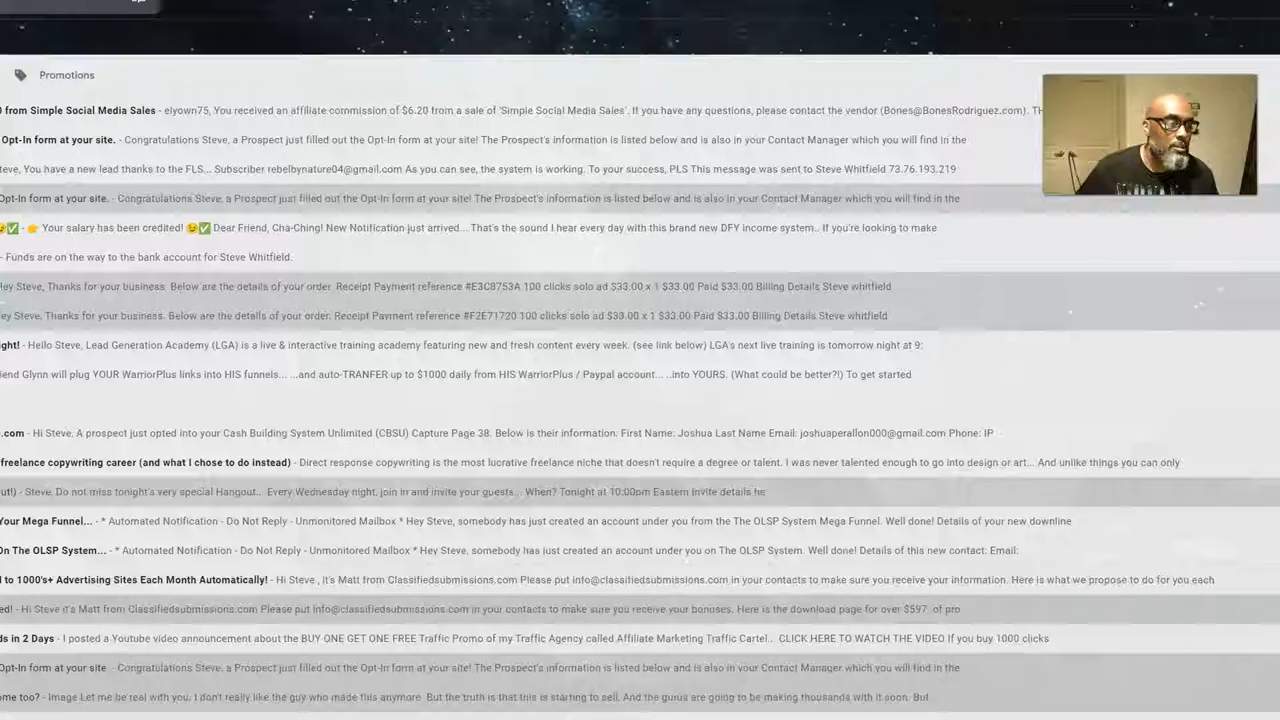 Promotions
0 from Simple Social Media Sales - elyown75, You received an affiliate commission of $6.20 from a sale of 'Simple Social Media Sales'. If you have any questions, please contact the vendor (Bones@BonesRodriguez.com). TH
Opt-In form at your site. - Congratulations Steve, a Prospect just filled out the Opt-In form at your site! The Prospect's information is listed below and is also in your Contact Manager which you will find in the
teve, You have a new lead thanks to the FLS... Subscriber rebelbynature04@gmail.com As you can see, the system is working. To your success, PLS This message was sent to Steve Whitfield 73.76.193.219
Opt-In form at your site. - Congratulations Steve, a Prospect just filled out the Opt-In form at your site! The Prospect's information is listed below and is also in your Contact Manager which you will find in the
😉✅ - 👉 Your salary has been credited! 😉✅ Dear Friend, Cha-Ching! New Notification just arrived... That's the sound I hear every day with this brand new DFY income system.. If you're looking to make
- Funds are on the way to the bank account for Steve Whitfield.
Hey Steve, Thanks for your business. Below are the details of your order. Receipt Payment reference #E3C8753A 100 clicks solo ad $33.00 x 1 $33.00 Paid $33.00 Billing Details Steve whitfield
ey Steve, Thanks for your business. Below are the details of your order. Receipt Payment reference #F2E71720 100 clicks solo ad $33.00 x 1 $33.00 Paid $33.00 Billing Details Steve whitfield
ight! - Hello Steve, Lead Generation Academy (LGA) is a live & interactive training academy featuring new and fresh content every week. (see link below) LGA's next live training is tomorrow night at 9:
iend Glynn will plug YOUR WarriorPlus links into HIS funnels... ...and auto-TRANFER up to $1000 daily from HIS WarriorPlus / Paypal account... ..into YOURS. (What could be better?!) To get started
.com - Hi Steve, A prospect just opted into your Cash Building System Unlimited (CBSU) Capture Page 38. Below is their information. First Name: Joshua Last Name Email: joshuaperallon000@gmail.com Phone: IP
freelance copywriting career (and what I chose to do instead) - Direct response copywriting is the most lucrative freelance niche that doesn't require a degree or talent. I was never talented enough to go into design or art... And unlike things you can only
out!) - Steve, Do not miss tonight's very special Hangout.. Every Wednesday night, join in and invite your guests... When? Tonight at 10:00pm Eastern Invite details he
Your Mega Funnel... - * Automated Notification - Do Not Reply - Unmonitored Mailbox * Hey Steve, somebody has just created an account under you from the The OLSP System Mega Funnel. Well done! Details of your new downline
On The OLSP System... - * Automated Notification - Do Not Reply - Unmonitored Mailbox * Hey Steve, somebody has just created an account under you on The OLSP System. Well done! Details of this new contact: Email:
d to 1000's+ Advertising Sites Each Month Automatically! - Hi Steve , it's Matt from Classifiedsubmissions.com Please put info@classifiedsubmissions.com in your contacts to make sure you receive your information. Here is what we propose to do for you each
ed! - Hi Steve it's Matt from Classifiedsubmissions.com Please put info@classifiedsubmissions.com in your contacts to make sure you receive your bonuses. Here is the download page for over $597 of pro
ds in 2 Days - I posted a Youtube video announcement about the BUY ONE GET ONE FREE Traffic Promo of my Traffic Agency called Affiliate Marketing Traffic Cartel.. CLICK HERE TO WATCH THE VIDEO If you buy 1000 clicks
Opt-In form at your site - Congratulations Steve, a Prospect just filled out the Opt-In form at your site! The Prospect's information is listed below and is also in your Contact Manager which you will find in the
ome too? - Image Let me be real with you. I don't really like the guy who made this anymore But the truth is that this is starting to sell. And the gurus are going to be making thousands with it soon. But